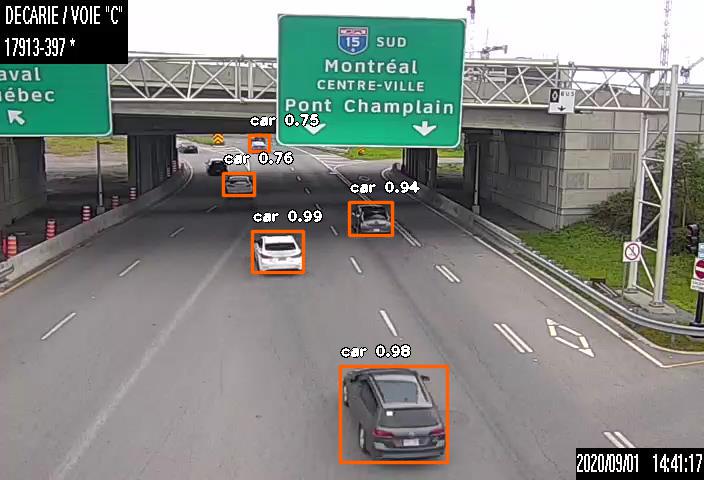 DECARIE / VOIE "C"
17913-397 *
aval
ébec
15 SUD
Montréal
CENTRE-VILLE
Pont Champlain
BUS
car 0.75
car 0.76
car 0.94
car 0.99
car 0.98
2020/09/01 14:41:17